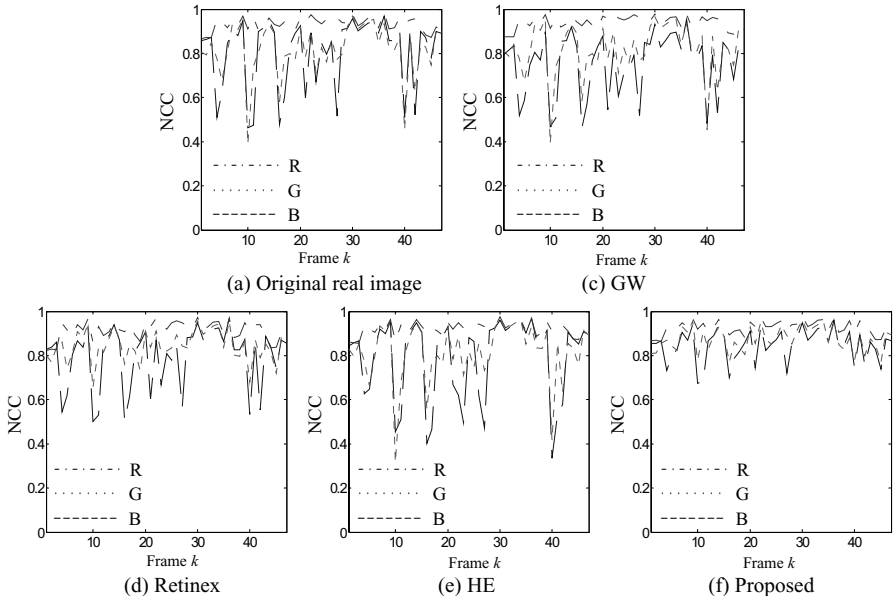 1
0.8
0.6
0.4
0.2
0
NCC
R
G
B
10 20 30 40
Frame k
(a) Original real image
1
0.8
0.6
0.4
0.2
0
NCC
R
G
B
10 20 30 40
Frame k
(c) GW
1
0.8
0.6
0.4
0.2
0
NCC
R
G
B
10 20 30 40
Frame k
(d) Retinex
1
0.8
0.6
0.4
0.2
0
NCC
R
G
B
10 20 30 40
Frame k
(e) HE
1
0.8
0.6
0.4
0.2
0
NCC
R
G
B
10 20 30 40
Frame k
(f) Proposed